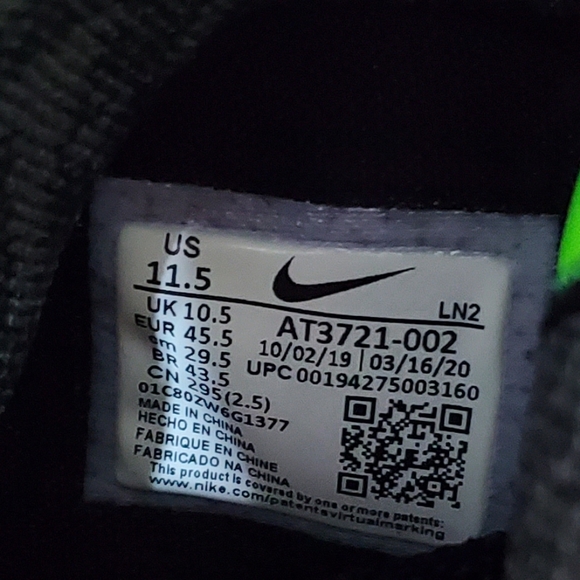 US
11.5
LN2
UK 10.5
EUR 45.5
cm 29.5
BR 43.5
CN 295(2.5)
AT3721-002
10/02/19 | 03/16/20
UPC 00194275003160
01C80ZW6G1377
MADE IN CHINA
HECHO EN CHINA
FABRIQUE EN CHINE
FABRICADO NA CHINA
This product is covered by one or more patents:
www.nike.com/patentsvirtualmarking